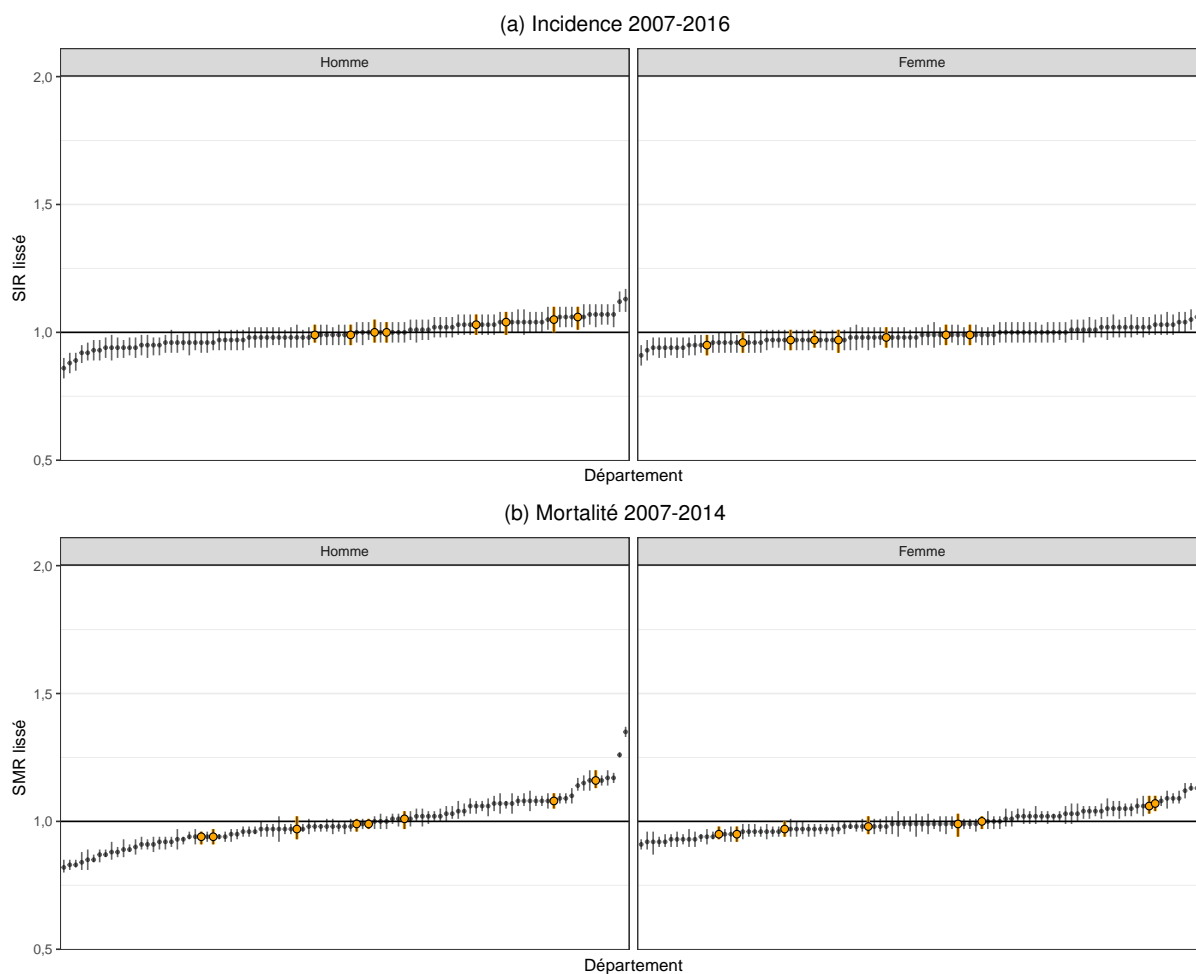 (a) Incidence 2007-2016
Homme
Femme
2,0
1,5
1,0
0,5
SIR lissé
Département
(b) Mortalité 2007-2014
Homme
Femme
2,0
1,5
1,0
0,5
SMR lissé
Département